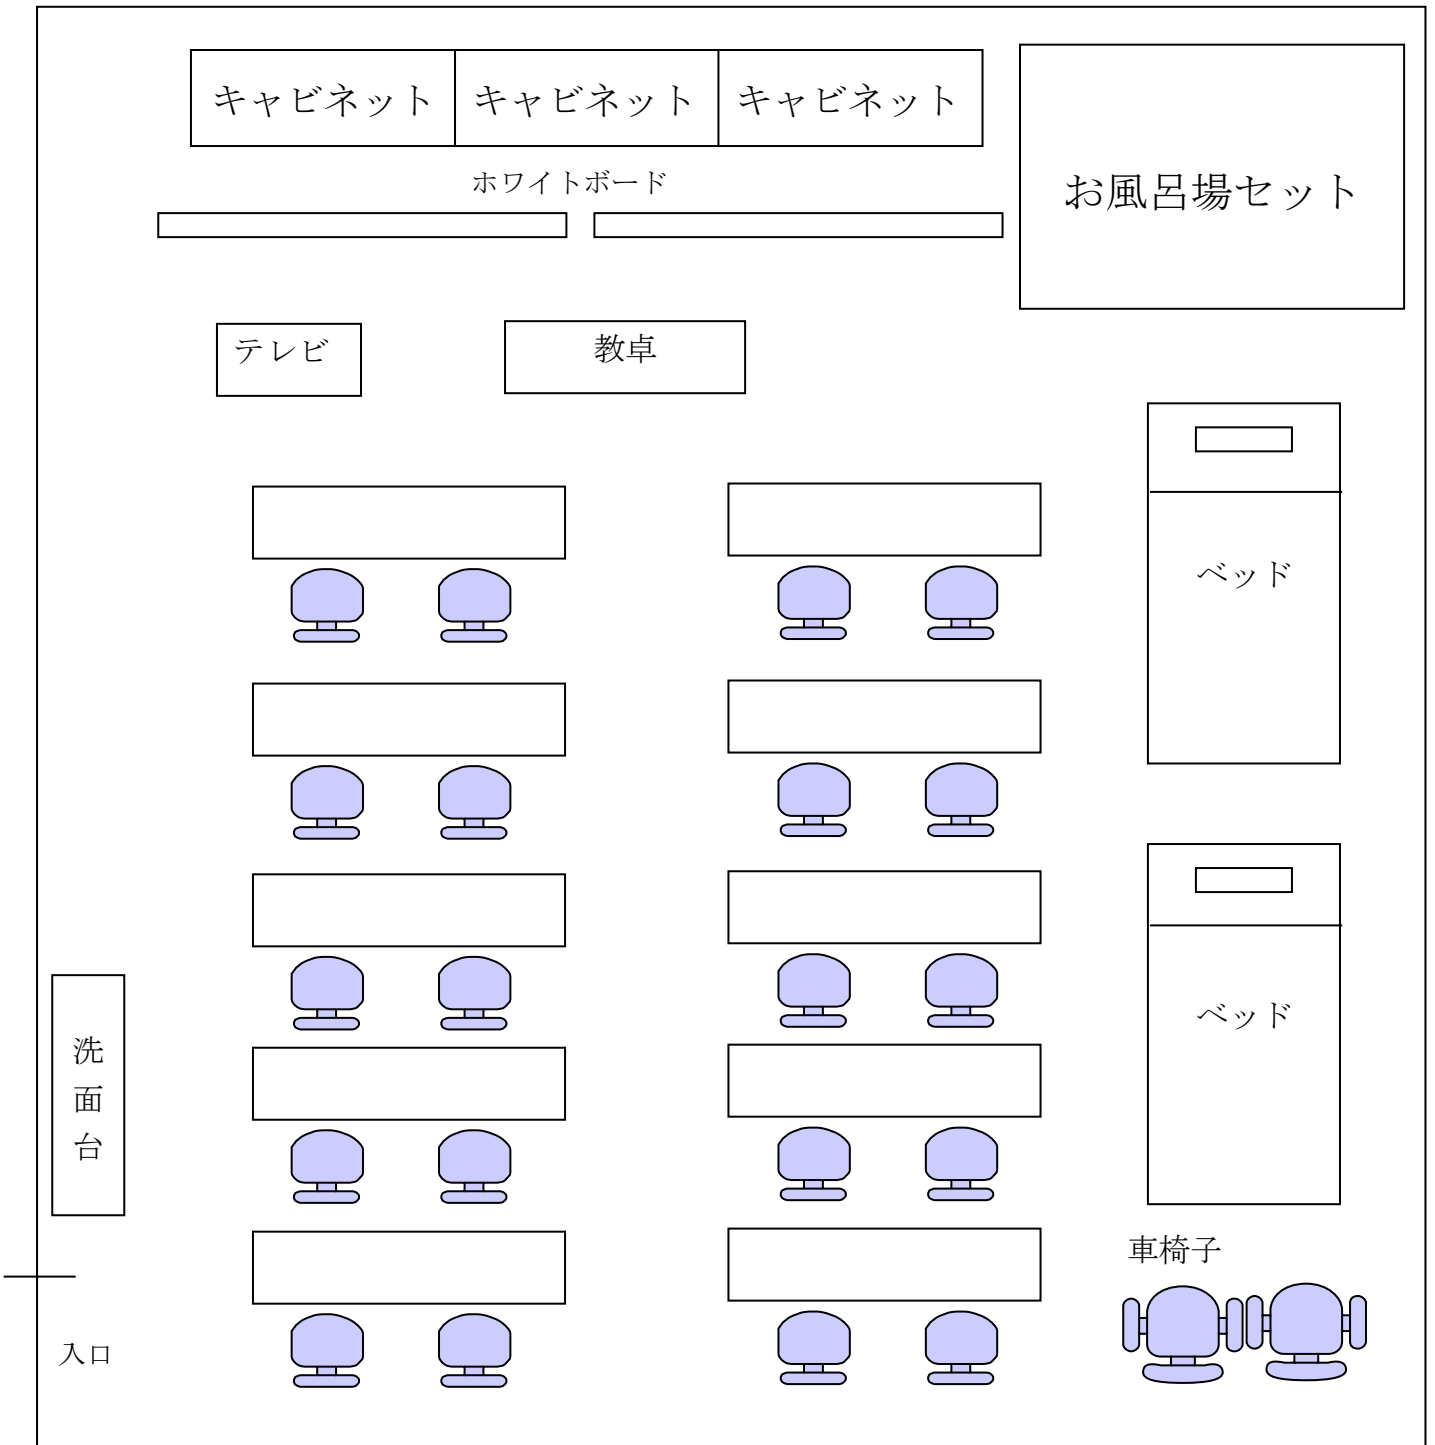 キャビネット
キャビネット
キャビネット
ホワイトボード
お風呂場セット
テレビ
教卓
ベッド
ベッド
洗
面
台
車椅子
入口